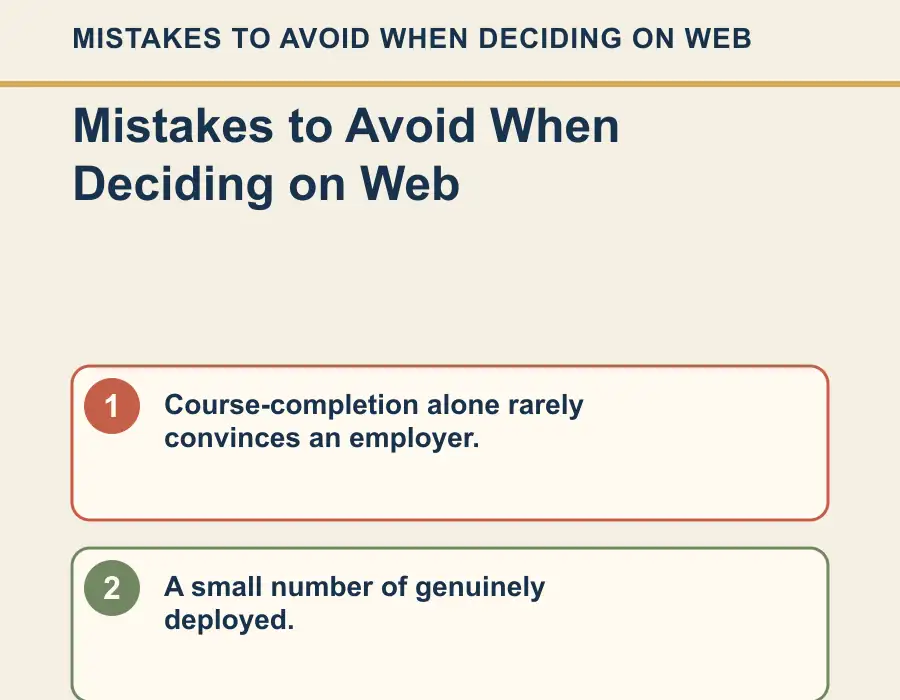 MISTAKES TO AVOID WHEN DECIDING ON WEB
Mistakes to Avoid When
Deciding on Web
1
Course-completion alone rarely
convinces an employer.
2
A small number of genuinely
deployed.